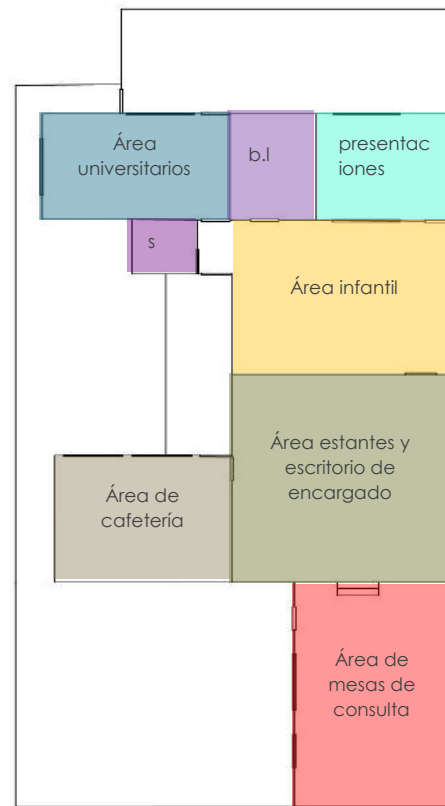 Área
universitarios
b.l
presentac
iones
s
Área infantil
Área estantes y
escritorio de
encargado
Área de
cafetería
Área de
mesas de
consulta